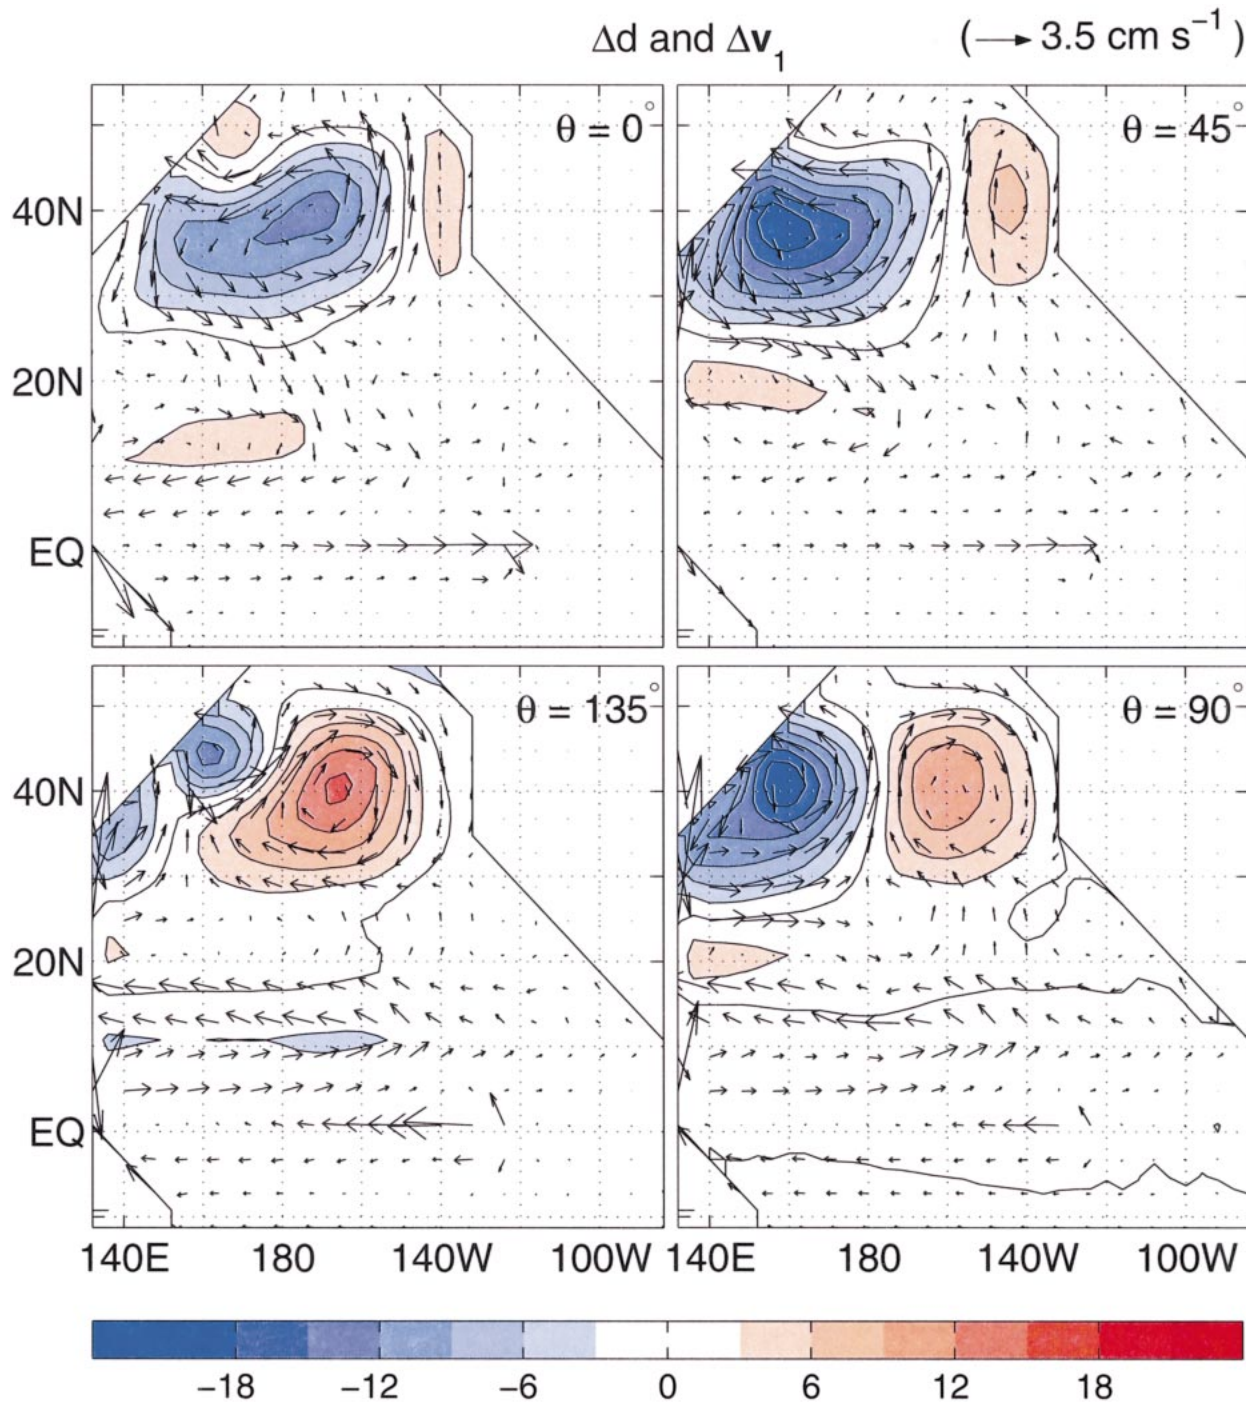 Δd and Δv₁ (→ 3.5 cm s⁻¹)
θ = 0°
θ = 45°
40N
20N
EQ
θ = 135°
θ = 90°
40N
20N
EQ
140E 180 140W 100W 140E 180 140W 100W
−18 −12 −6 0 6 12 18